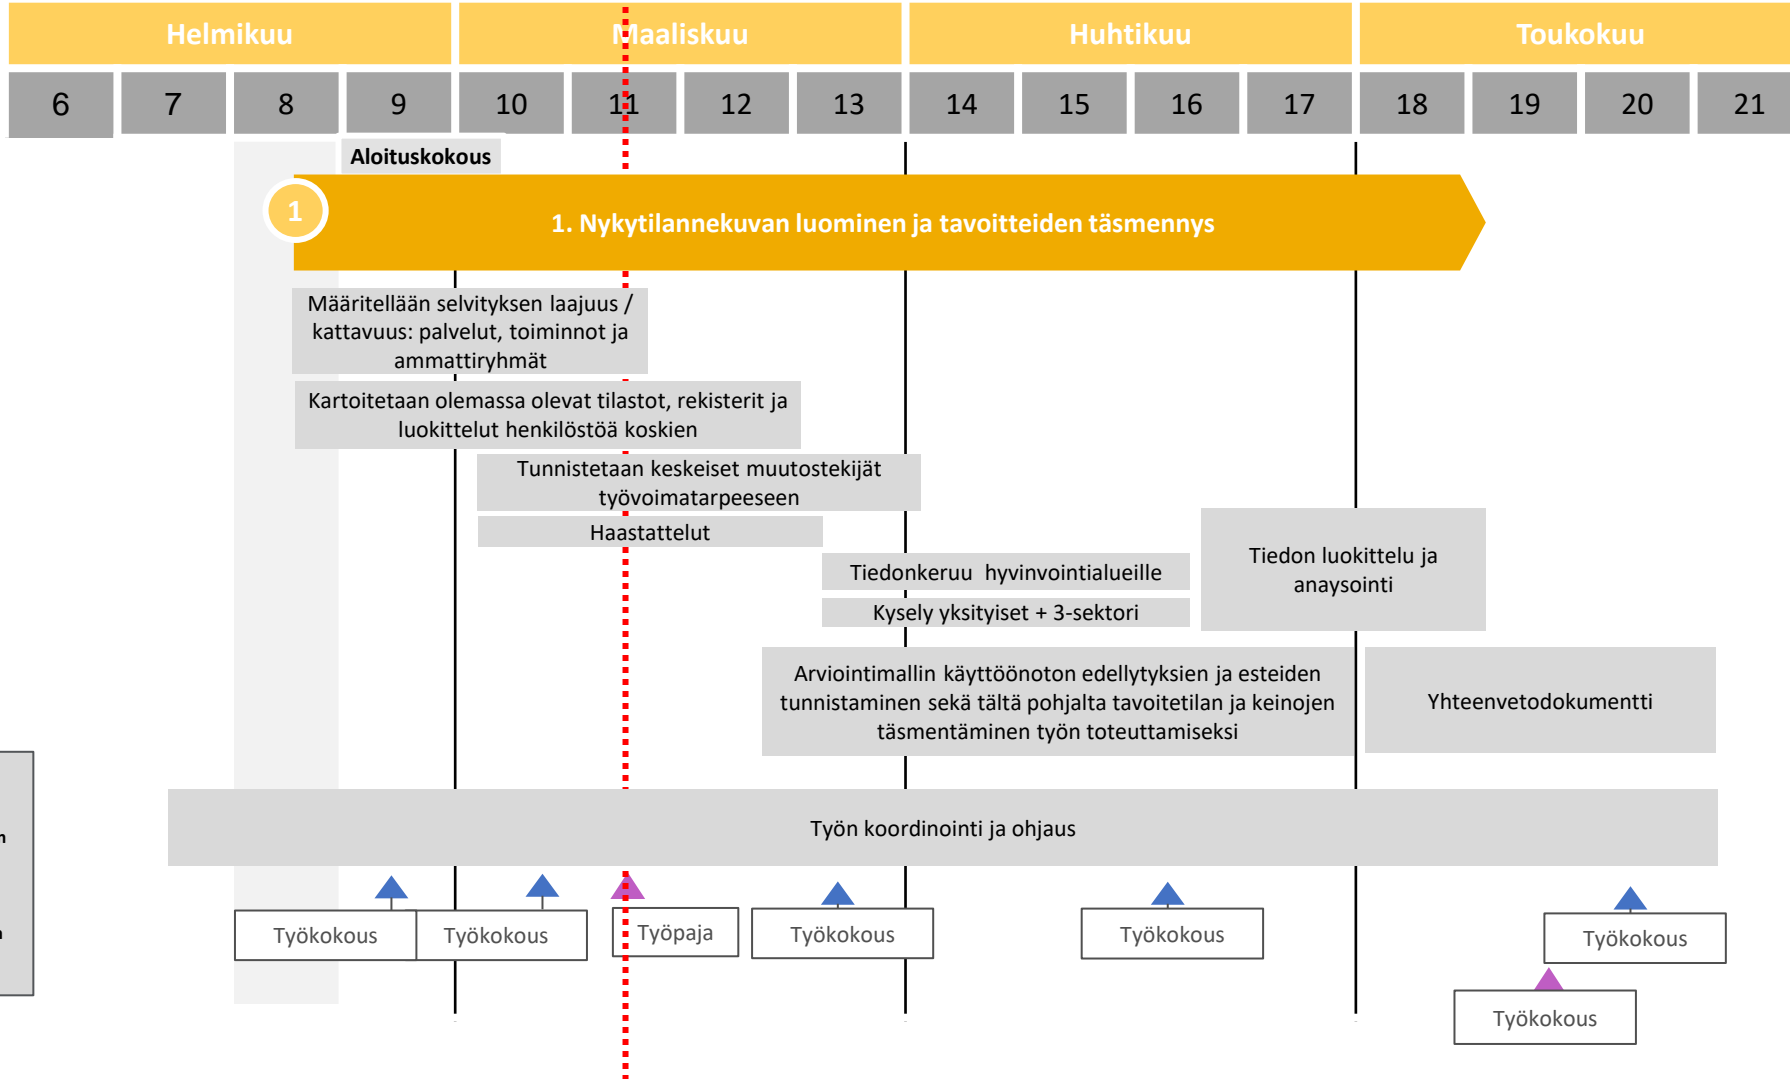 Helmikuu
Maaliskuu
Huhtikuu
Toukokuu
6 7 8 9 10 11 12 13 14 15 16 17 18 19 20 21
Aloituskokous
1
1. Nykytilannekuvan luominen ja tavoitteiden täsmennys
Määritellään selvityksen laajuus /
kattavuus: palvelut, toiminnot ja
ammattiryhmät
Kartoitetaan olemassa olevat tilastot, rekisterit ja
luokittelut henkilöstöä koskien
Tunnistetaan keskeiset muutostekijät
työvoimatarpeeseen
Haastattelut
Tiedonkeruu hyvinvointialueille
Kysely yksityiset + 3-sektori
Tiedon luokittelu ja
anaysointi
Arviointimallin käyttöönoton edellytyksien ja esteiden
tunnistaminen sekä tältä pohjalta tavoitetilan ja keinojen
täsmentäminen työn toteuttamiseksi
Yhteenvetodokumentti
Työn koordinointi ja ohjaus
Työkokous
Työkokous
Työpaja
Työkokous
Työkokous
Työkokous
Työkokous